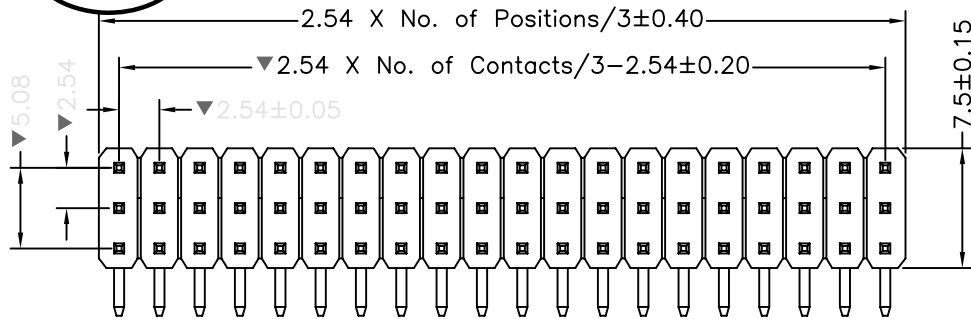 2.54 X No. of Positions/3±0.40
▼2.54 X No. of Contacts/3-2.54±0.20
▼2.54±0.05
▼5.08
▼2.54
7.5±0.15